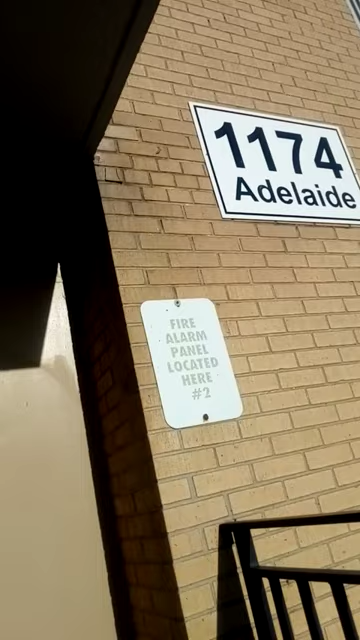 1174
Adelaide
FIRE
ALARM
PANEL
LOCATED
HERE
#2